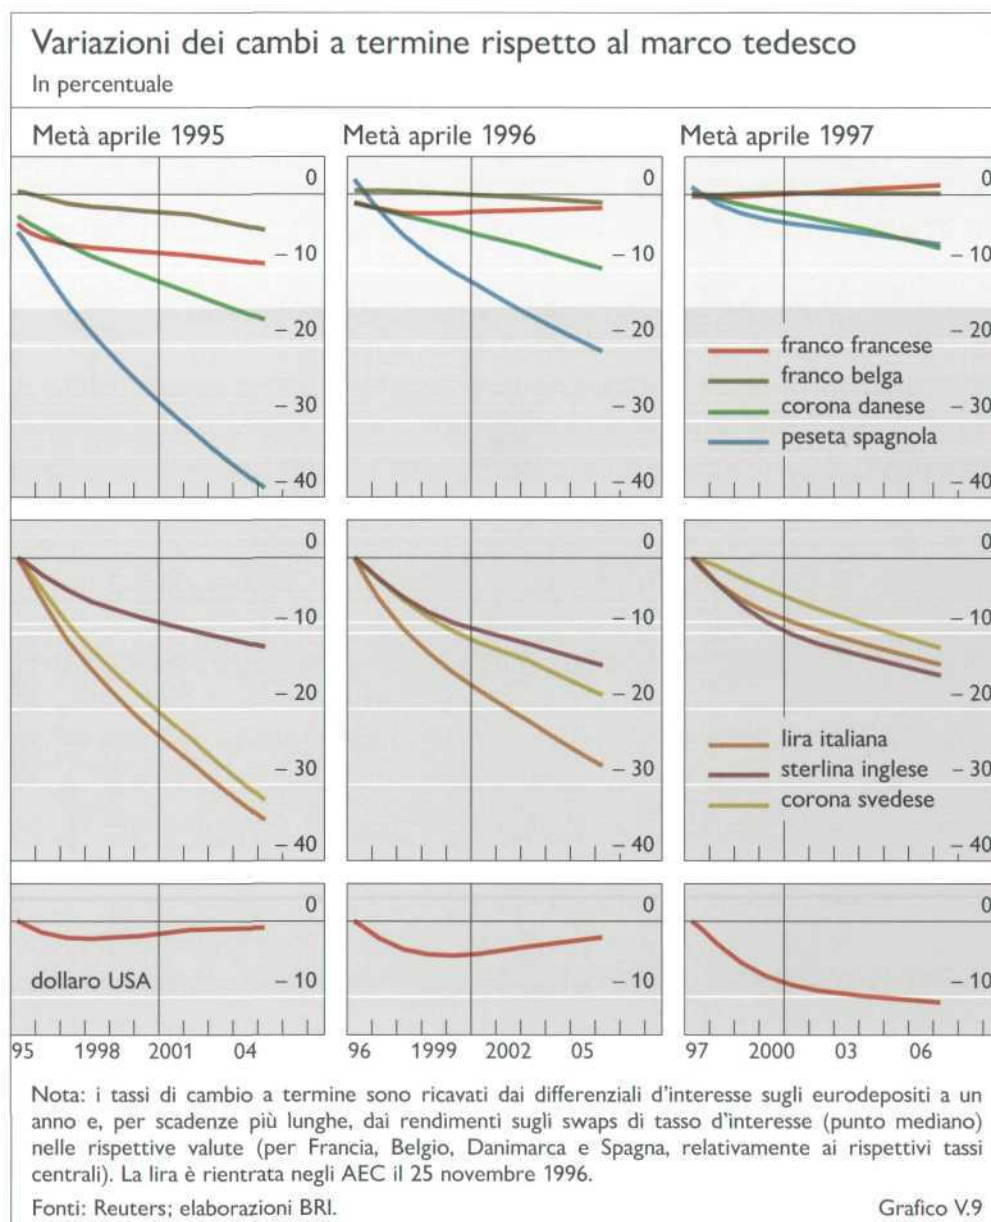 Variazioni dei cambi a termine rispetto al marco tedesco
In percentuale
Metà aprile 1995
Metà aprile 1996
Metà aprile 1997
0
– 10
– 20
– 30
– 40
0
– 10
– 20
– 30
– 40
0
– 10
– 20
franco francese
franco belga
corona danese
peseta spagnola
– 30
– 40
0
– 10
– 20
– 30
– 40
0
– 10
– 20
– 30
– 40
0
– 10
– 20
lira italiana
sterlina inglese
corona svedese
– 30
– 40
0
dollaro USA
– 10
0
– 10
0
– 10
95 1998 2001 04
96 1999 2002 05
97 2000 03 06
Nota: i tassi di cambio a termine sono ricavati dai differenziali d'interesse sugli eurodepositi a un
anno e, per scadenze più lunghe, dai rendimenti sugli swaps di tasso d'interesse (punto mediano)
nelle rispettive valute (per Francia, Belgio, Danimarca e Spagna, relativamente ai rispettivi tassi
centrali). La lira è rientrata negli AEC il 25 novembre 1996.
Fonti: Reuters; elaborazioni BRI.
Grafico V.9